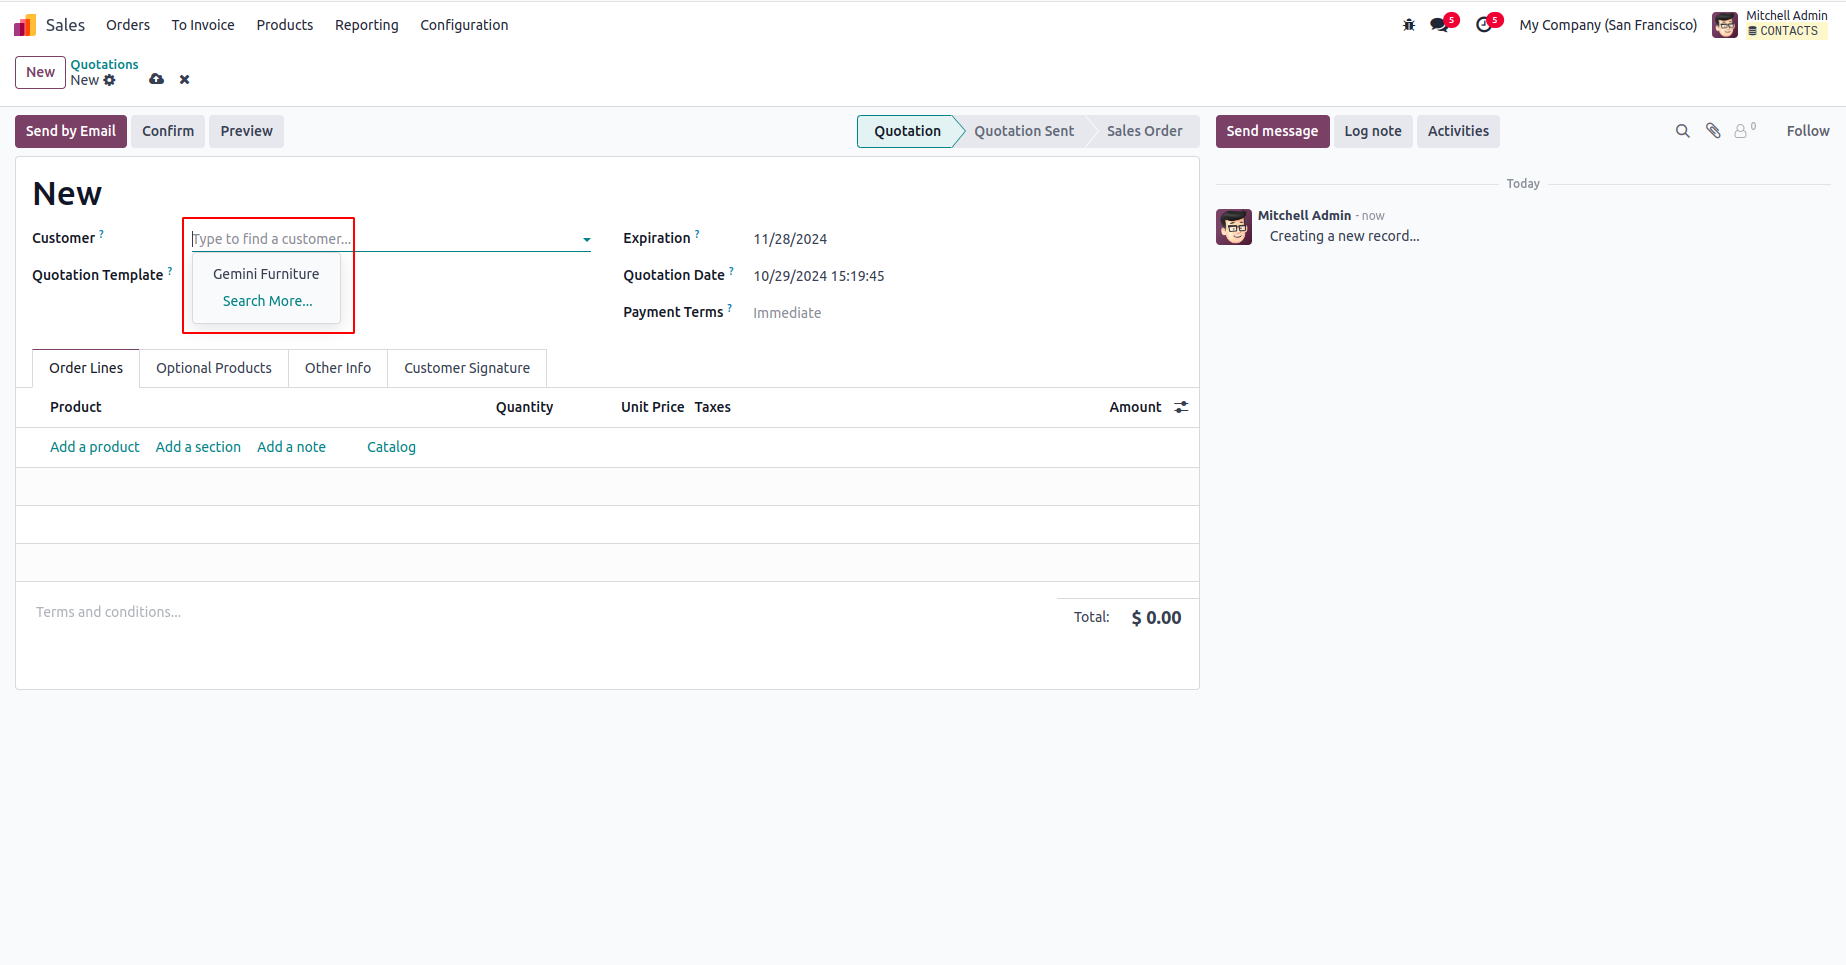 Sales Orders To Invoice Products Reporting Configuration 5 5 My Company (San Francisco) Mitchell Admin
CONTACTS
New Quotations
New
Send by Email Confirm Preview Quotation Quotation Sent Sales Order Send message Log note Activities 0 Follow
New
Customer ? Type to find a customer...
Gemini Furniture
Search More...
Quotation Template ?
Expiration ? 11/28/2024
Quotation Date ? 10/29/2024 15:19:45
Payment Terms ? Immediate
Order Lines Optional Products Other Info Customer Signature
Product Quantity Unit Price Taxes Amount
Add a product Add a section Add a note Catalog
Terms and conditions...
Total: $ 0.00
Today
Mitchell Admin - now
Creating a new record...